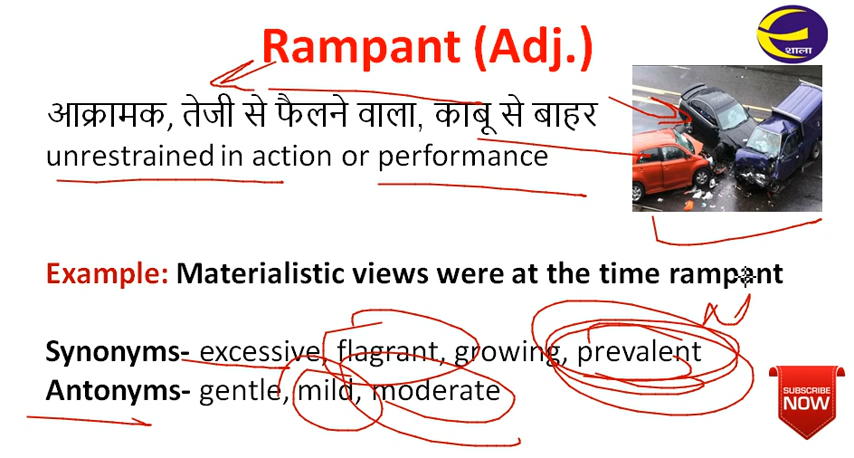 Rampant (Adj.)
शाला
आक्रामक, तेजी से फैलने वाला, काबू से बाहर
unrestrained in action or performance
Example: Materialistic views were at the time rampant
Synonyms- excessive, flagrant, growing, prevalent
Antonyms- gentle, mild, moderate
SUBSCRIBE
NOW